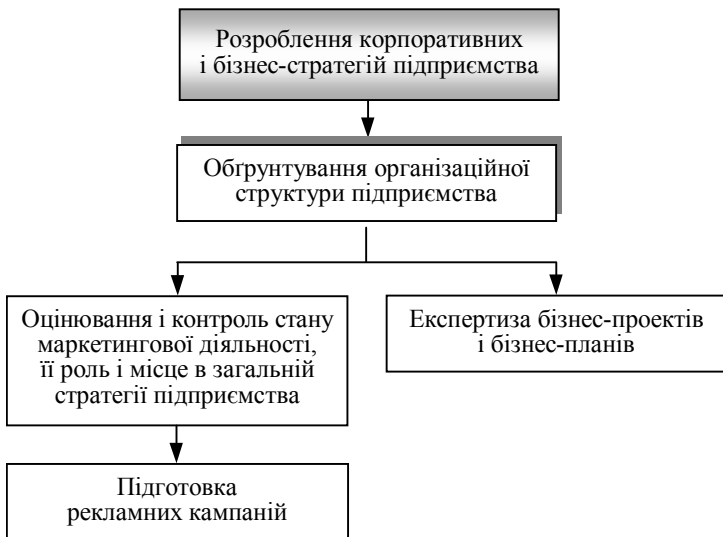 Розроблення корпоративних
і бізнес-стратегій підприємства
Обґрунтування організаційної
структури підприємства
Оцінювання і контроль стану
маркетингової діяльності,
її роль і місце в загальній
стратегії підприємства
Експертиза бізнес-проектів
і бізнес-планів
Підготовка
рекламних кампаній